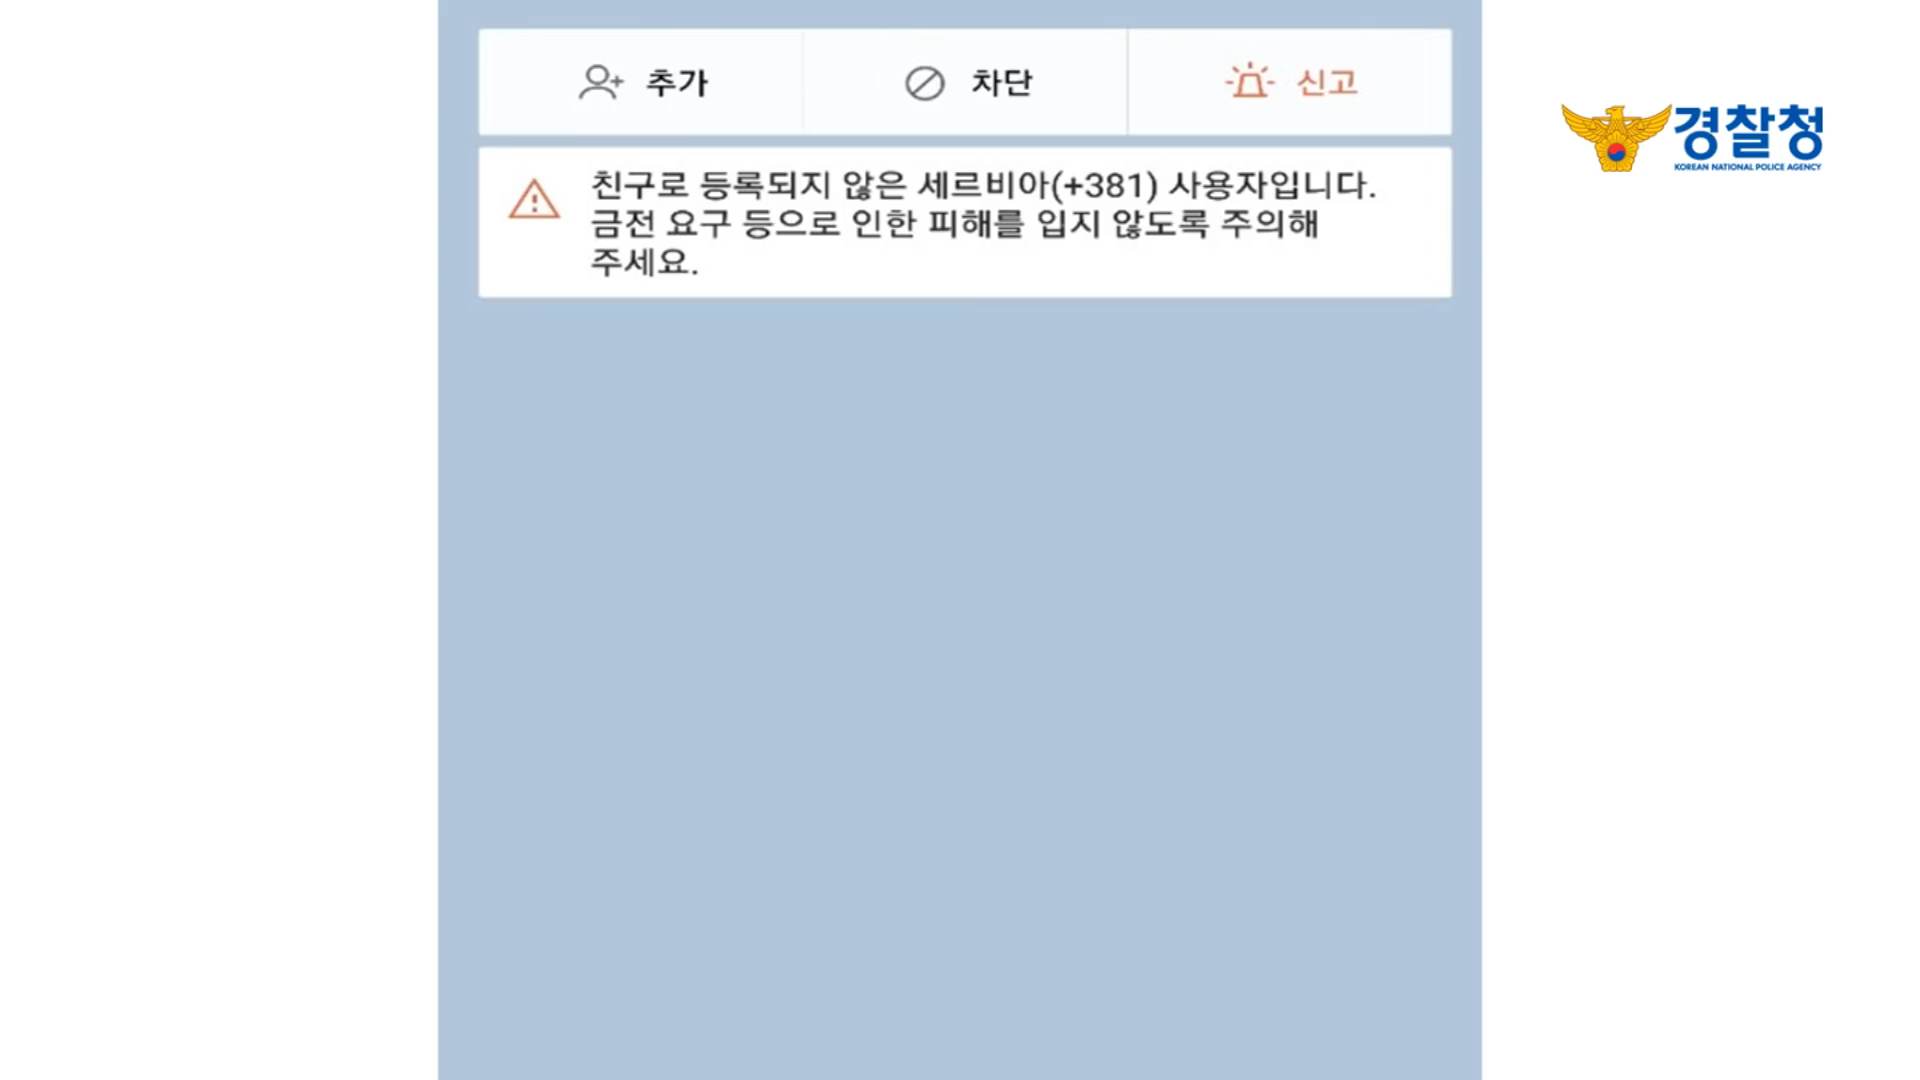 추가
차단
신고
친구로 등록되지 않은 세르비아(+381) 사용자입니다.
금전 요구 등으로 인한 피해를 입지 않도록 주의해
주세요.
경찰청
KOREAN NATIONAL POLICE AGENCY